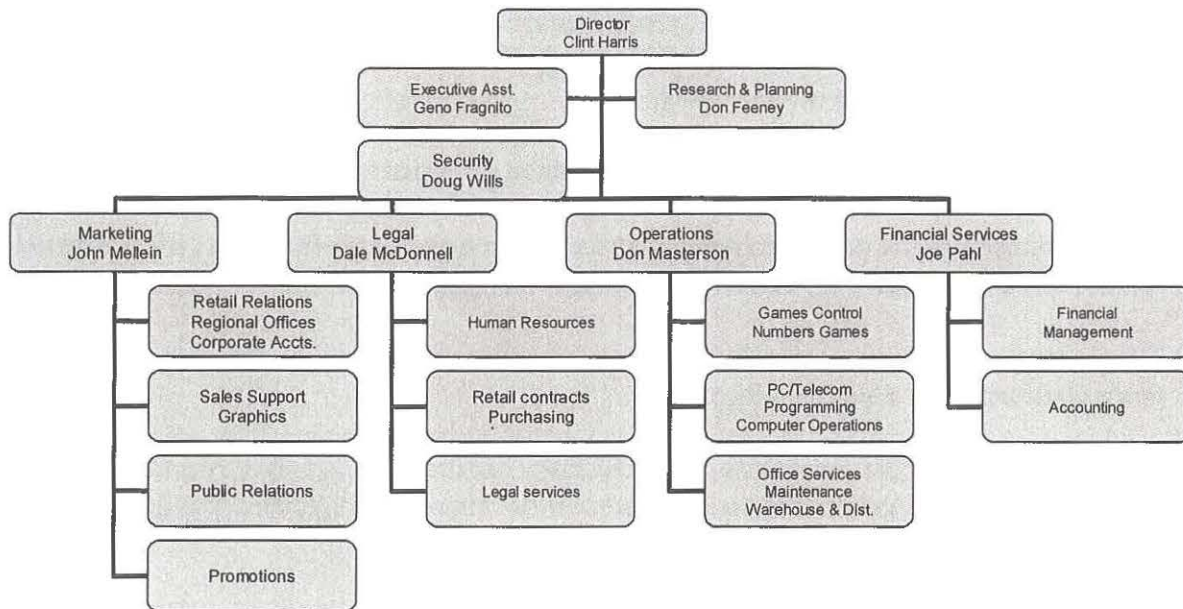 Director
Clint Harris
Executive Asst.
Geno Fragnito
Research & Planning
Don Feeney
Security
Doug Wills
Marketing
John Mellein
Legal
Dale McDonnell
Operations
Don Masterson
Financial Services
Joe Pahl
Retail Relations
Regional Offices
Corporate Accts.
Human Resources
Games Control
Numbers Games
Financial
Management
Sales Support
Graphics
Retail contracts
Purchasing
PC/Telecom
Programming
Computer Operations
Accounting
Public Relations
Legal services
Office Services
Maintenance
Warehouse & Dist.
Promotions